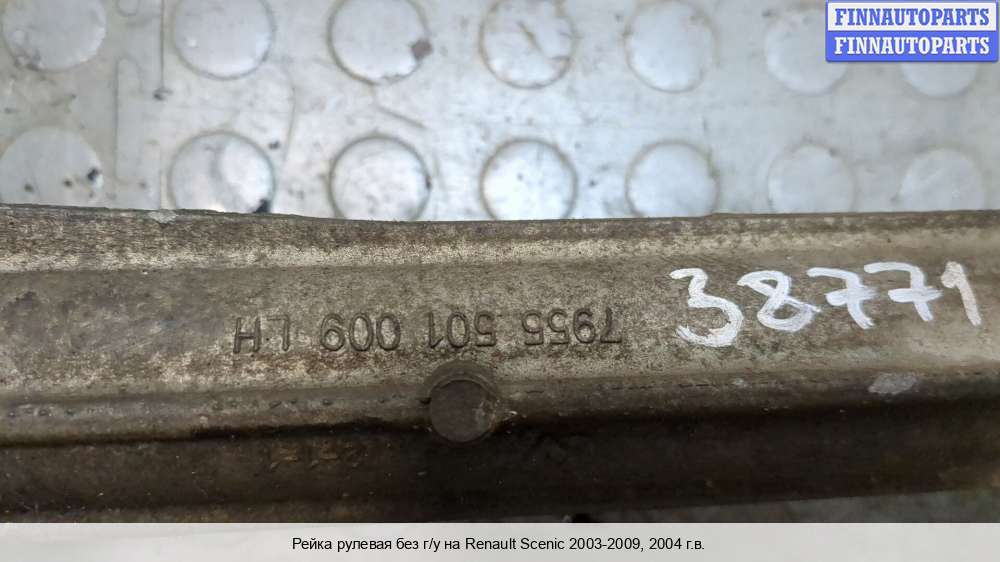 FINNAUTOPARTS
FINNAUTOPARTS
38771
7955 501 009 LH
Рейка рулевая без г/у на Renault Scenic 2003-2009, 2004 г.в.